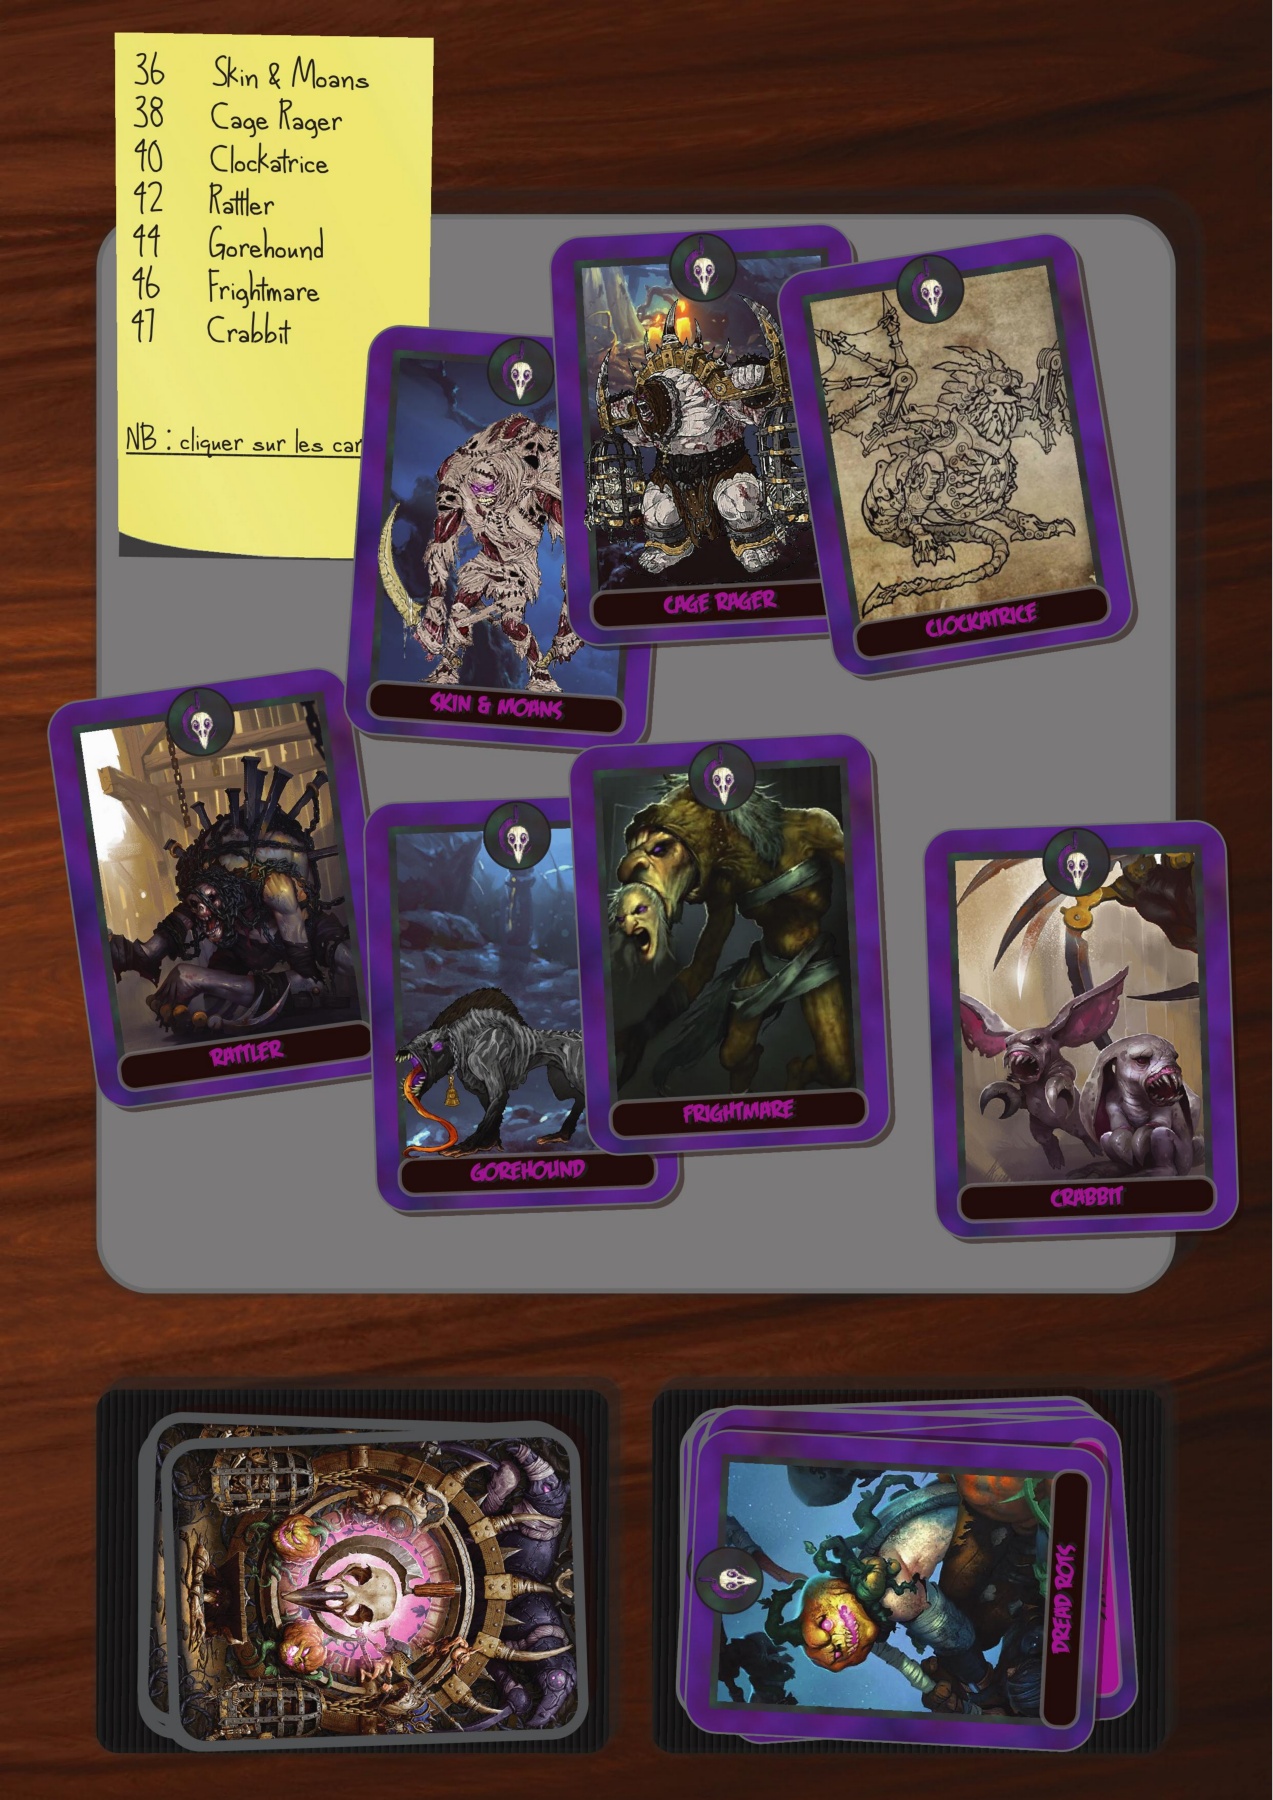 36 Skin & Moans
38 Cage Rager
40 Clockatrice
42 Rattler
44 Gorehound
46 Frightmare
47 Crabbit
NB : cliquer sur les car
CAGE RAGER
CLOCKATRICE
SKIN & MOANS
RATTLER
FRIGHTMARE
GOREHOUND
CRABBIT
DREAD ROTS